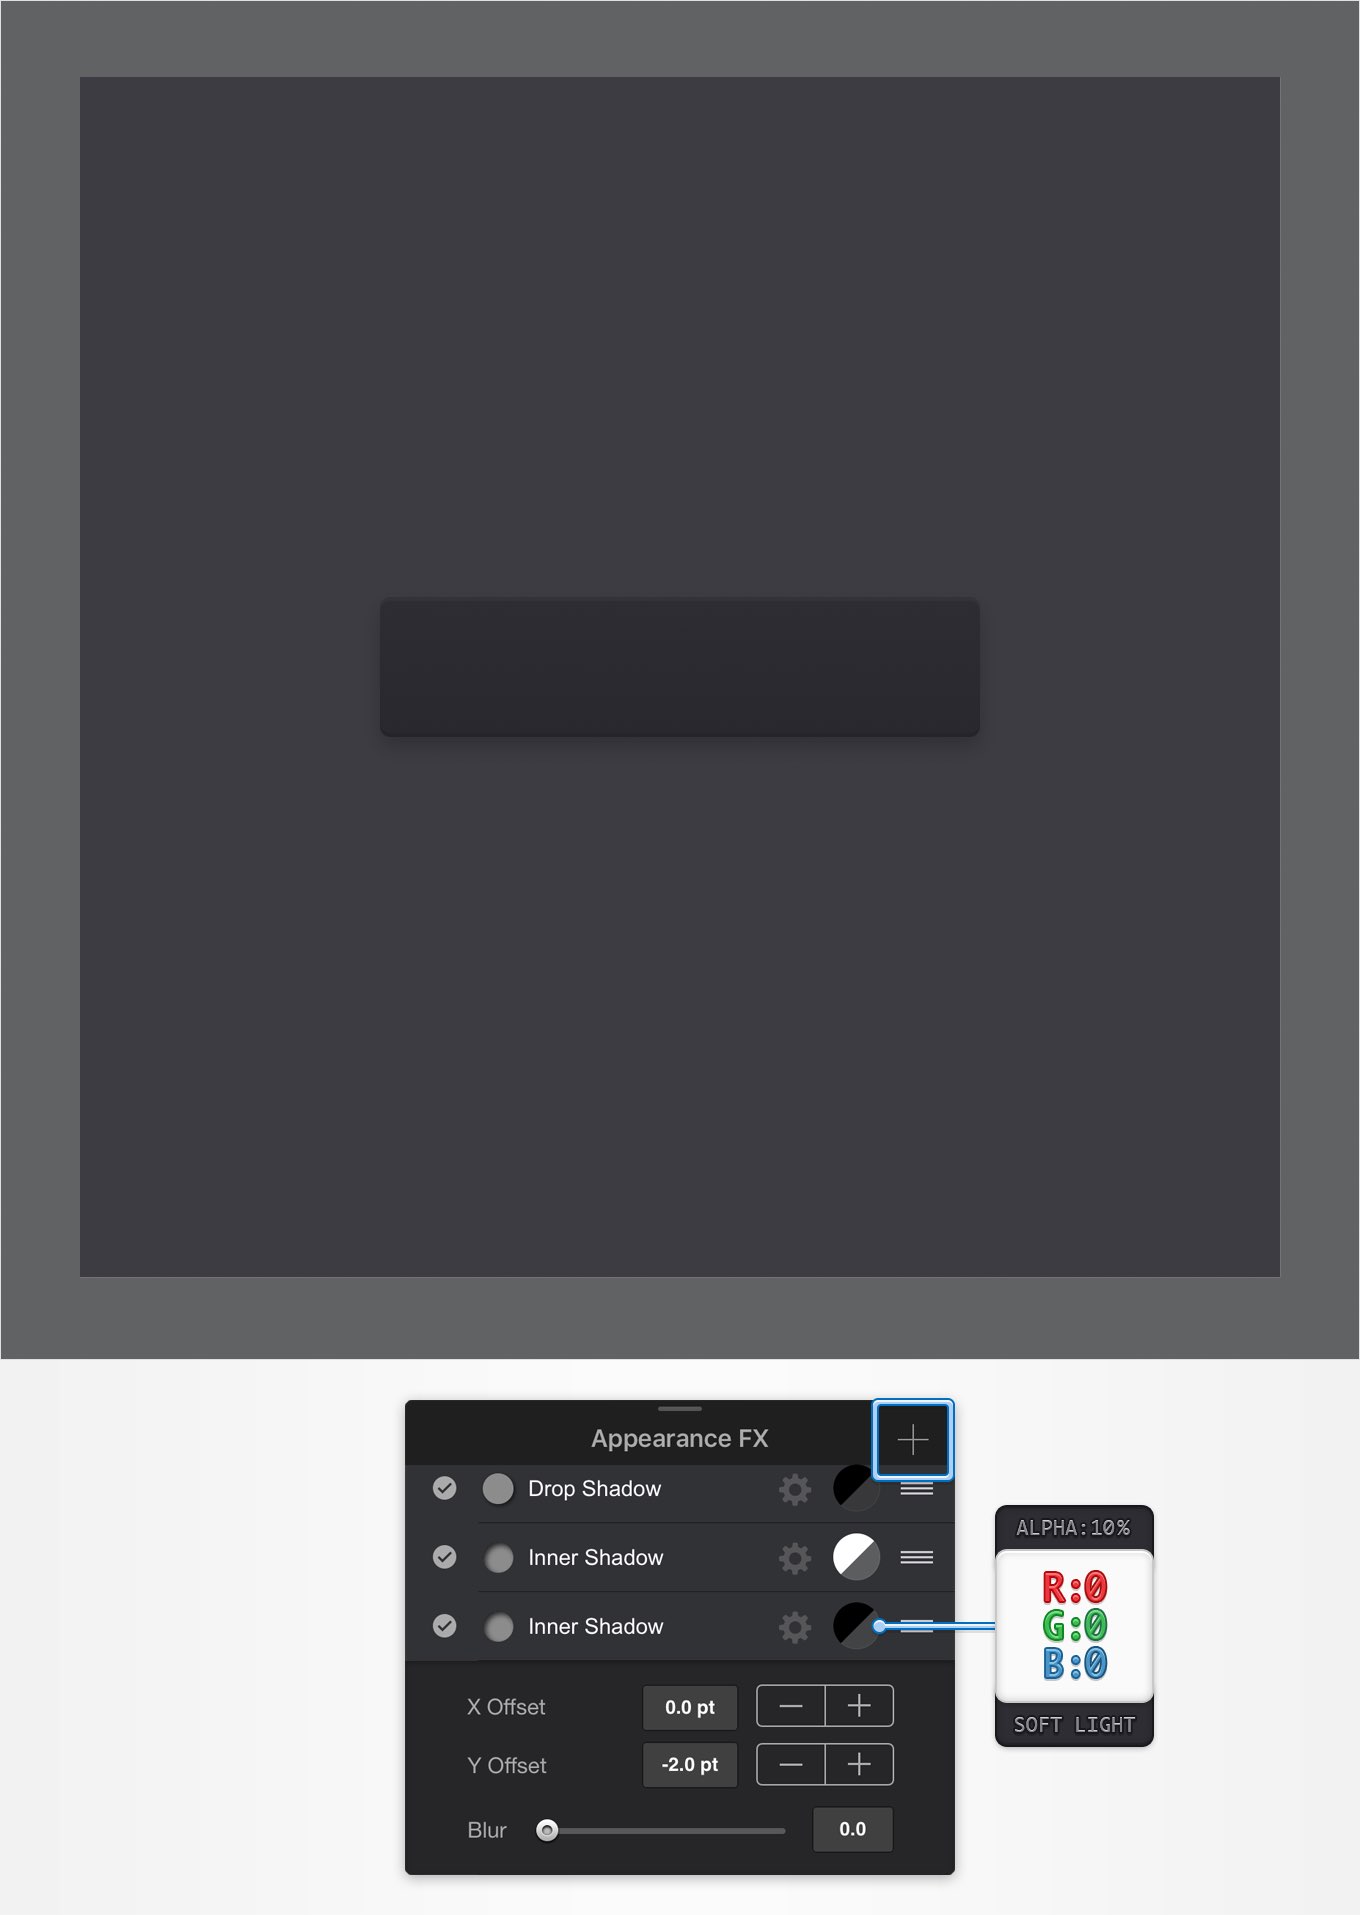 Appearance FX
Drop Shadow
Inner Shadow
Inner Shadow
X Offset 0.0 pt
Y Offset -2.0 pt
Blur 0.0
ALPHA:10%
R:0
G:0
B:0
SOFT LIGHT